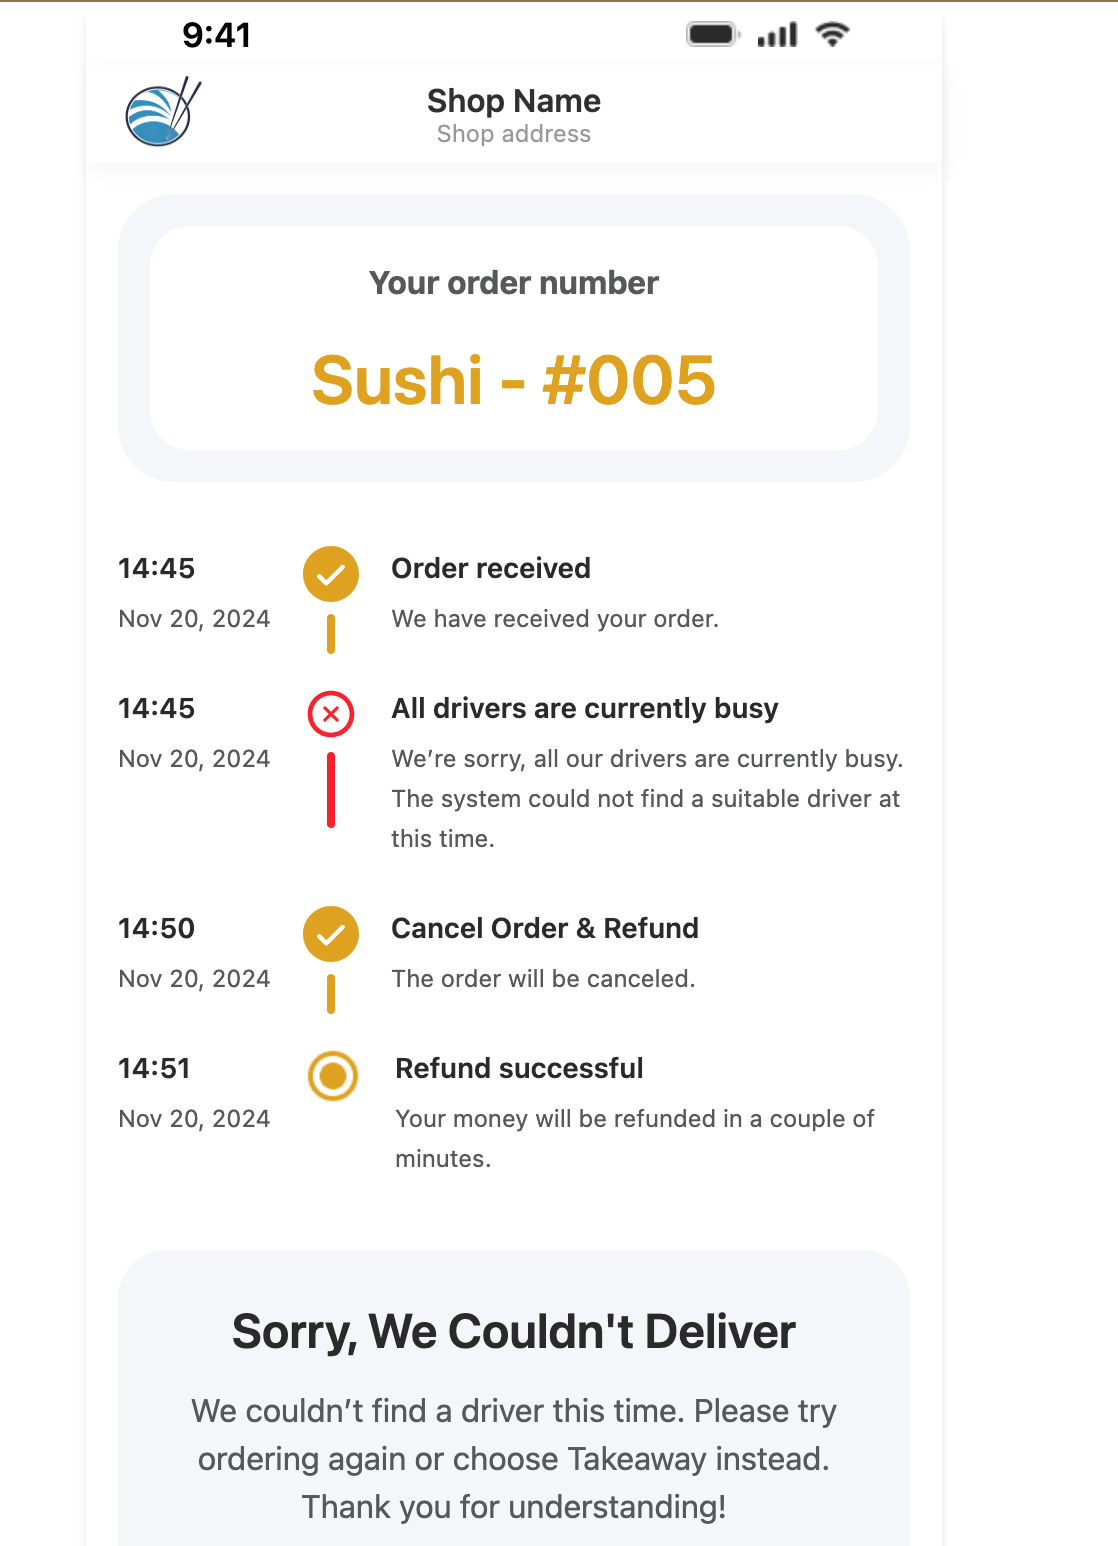 9:41
Shop Name
Shop address
Your order number
Sushi - #005
14:45
Order received
Nov 20, 2024
We have received your order.
14:45
All drivers are currently busy
Nov 20, 2024
We’re sorry, all our drivers are currently busy.
The system could not find a suitable driver at
this time.
14:50
Cancel Order & Refund
Nov 20, 2024
The order will be canceled.
14:51
Refund successful
Nov 20, 2024
Your money will be refunded in a couple of
minutes.
Sorry, We Couldn't Deliver
We couldn’t find a driver this time. Please try
ordering again or choose Takeaway instead.
Thank you for understanding!